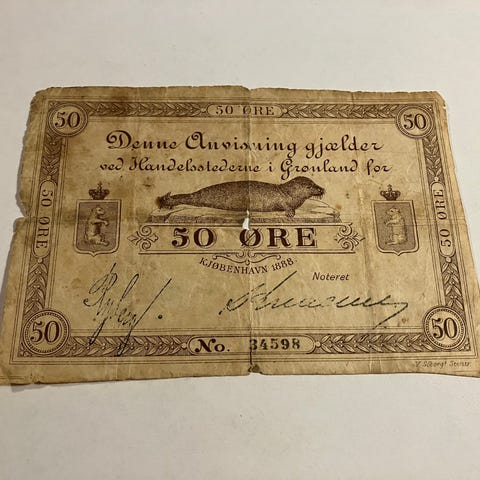 50 ØRE
50 50
Denne Anvisning gjælder
ved Handelsstederne i Grønland for
50 ØRE
50 ØRE
50 ØRE
KJØBENHAVN 1888.
Noteret
50 50
No. 34598